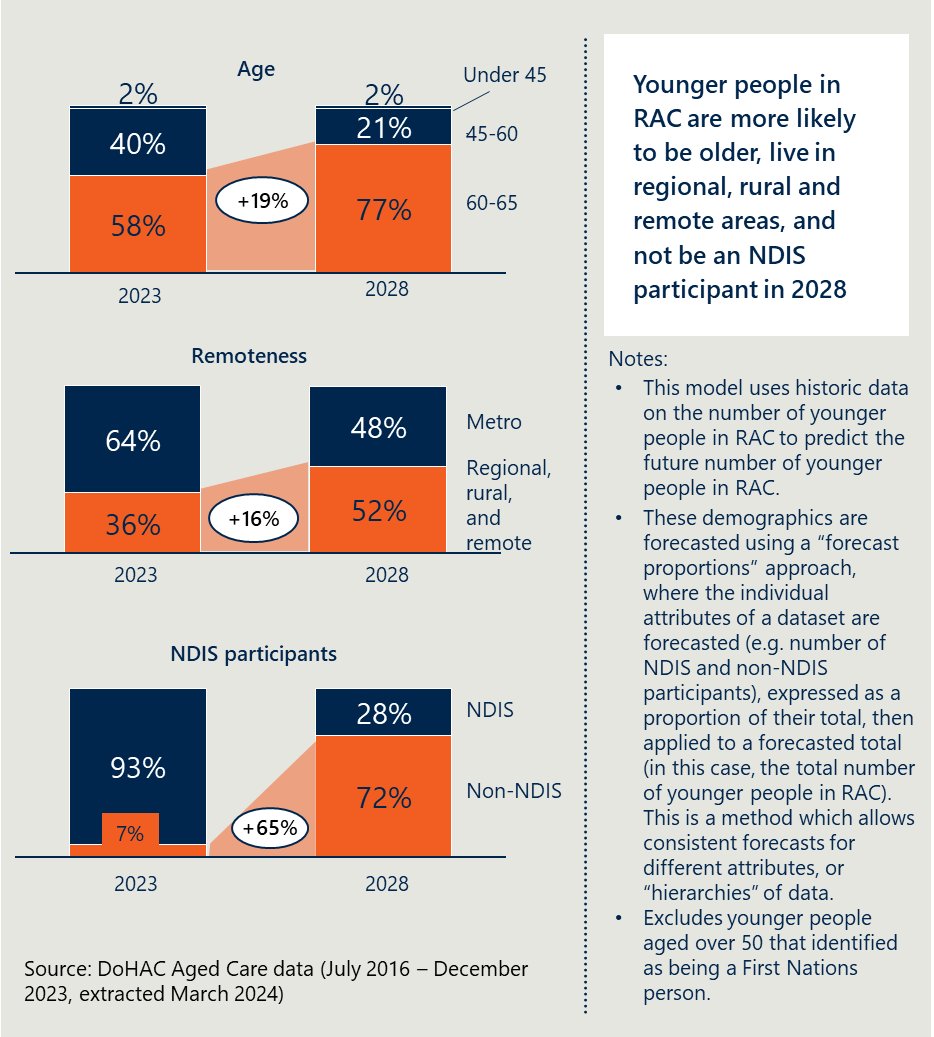 Age
2%
40%
58%
2023
+19%
2%
21%
77%
2028
Under 45
45-60
60-65
Remoteness
64%
36%
2023
+16%
48%
52%
2028
Metro
Regional,
rural,
and
remote
NDIS participants
93%
7%
2023
+65%
28%
72%
2028
NDIS
Non-NDIS
Source: DoHAC Aged Care data (July 2016 – December
2023, extracted March 2024)
Younger people in
RAC are more likely
to be older, live in
regional, rural and
remote areas, and
not be an NDIS
participant in 2028
Notes:
• This model uses historic data
on the number of younger
people in RAC to predict the
future number of younger
people in RAC.
• These demographics are
forecasted using a “forecast
proportions” approach,
where the individual
attributes of a dataset are
forecasted (e.g. number of
NDIS and non-NDIS
participants), expressed as a
proportion of their total, then
applied to a forecasted total
(in this case, the total number
of younger people in RAC).
This is a method which allows
consistent forecasts for
different attributes, or
“hierarchies” of data.
• Excludes younger people
aged over 50 that identified
as being a First Nations
person.